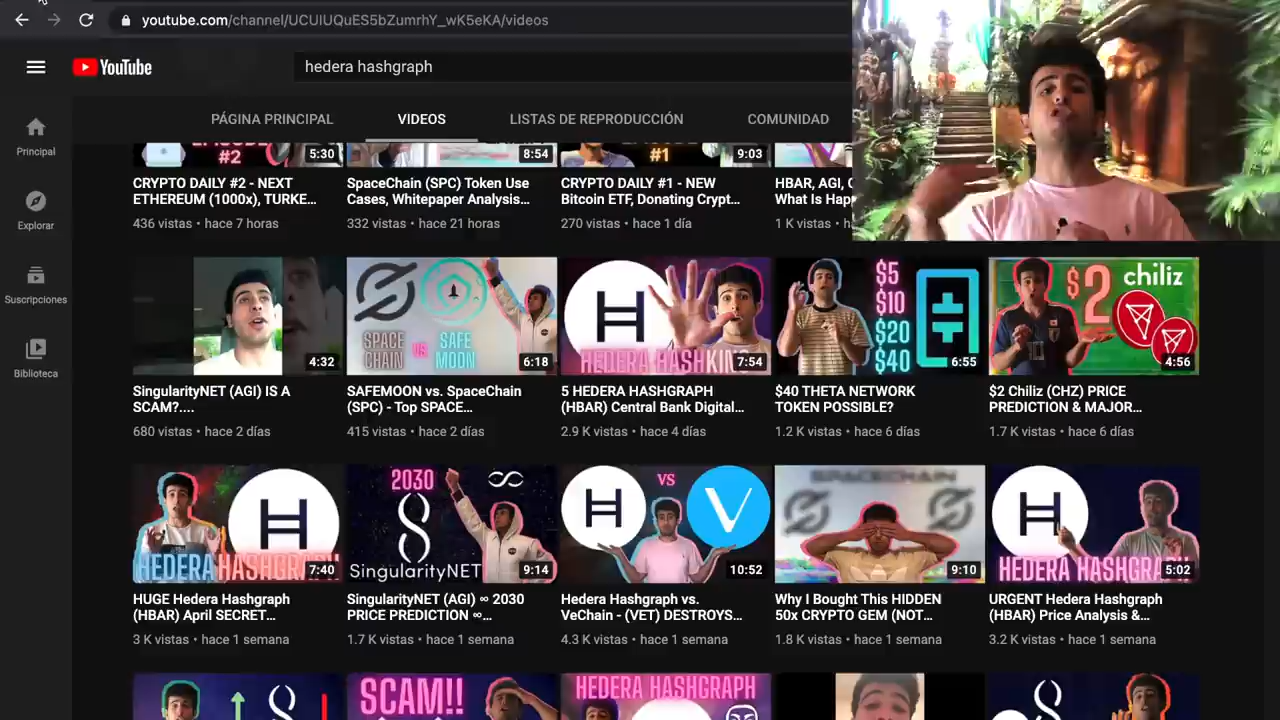 youtube.com/channel/UCUlUQuES5bZumrhY_wK5eKA/videos
YouTube
hedera hashgraph
PÁGINA PRINCIPAL
VIDEOS
LISTAS DE REPRODUCCIÓN
COMUNIDAD
Principal
Explorar
Suscripciones
Biblioteca
#2
5:30
8:54
#1
9:03
CRYPTO DAILY #2 - NEXT
ETHEREUM (1000x), TURKE...
436 vistas • hace 7 horas
SpaceChain (SPC) Token Use
Cases, Whitepaper Analysis...
332 vistas • hace 21 horas
CRYPTO DAILY #1 - NEW
Bitcoin ETF, Donating Crypt...
270 vistas • hace 1 día
HBAR, AGI, C
What Is Hap
1 K vistas • hace
4:32
SingularityNET (AGI) IS A
SCAM?....
680 vistas • hace 2 días
SPACE
CHAIN
VS
SAFE
MOON
6:18
SAFEMOON vs. SpaceChain
(SPC) - Top SPACE...
415 vistas • hace 2 días
HEDERA HASHKIN
7:54
5 HEDERA HASHGRAPH
(HBAR) Central Bank Digital...
2.9 K vistas • hace 4 días
$5
$10
$20
$40
6:55
$40 THETA NETWORK
TOKEN POSSIBLE?
1.2 K vistas • hace 6 días
$2
chiliz
4:56
$2 Chiliz (CHZ) PRICE
PREDICTION & MAJOR...
1.7 K vistas • hace 6 días
HEDERA HASHGR
7:40
HUGE Hedera Hashgraph
(HBAR) April SECRET...
3 K vistas • hace 1 semana
2030
SingularityNET
9:14
SingularityNET (AGI) ∞ 2030
PRICE PREDICTION ∞...
1.7 K vistas • hace 1 semana
VS
10:52
Hedera Hashgraph vs.
VeChain - (VET) DESTROYS...
4.3 K vistas • hace 1 semana
SPACECHAIN
9:10
Why I Bought This HIDDEN
50x CRYPTO GEM (NOT...
1.8 K vistas • hace 1 semana
HEDERA HASHGRA
5:02
URGENT Hedera Hashgraph
(HBAR) Price Analysis &...
3.2 K vistas • hace 1 semana
SCAM!!
HEDERA HASHGRAPH